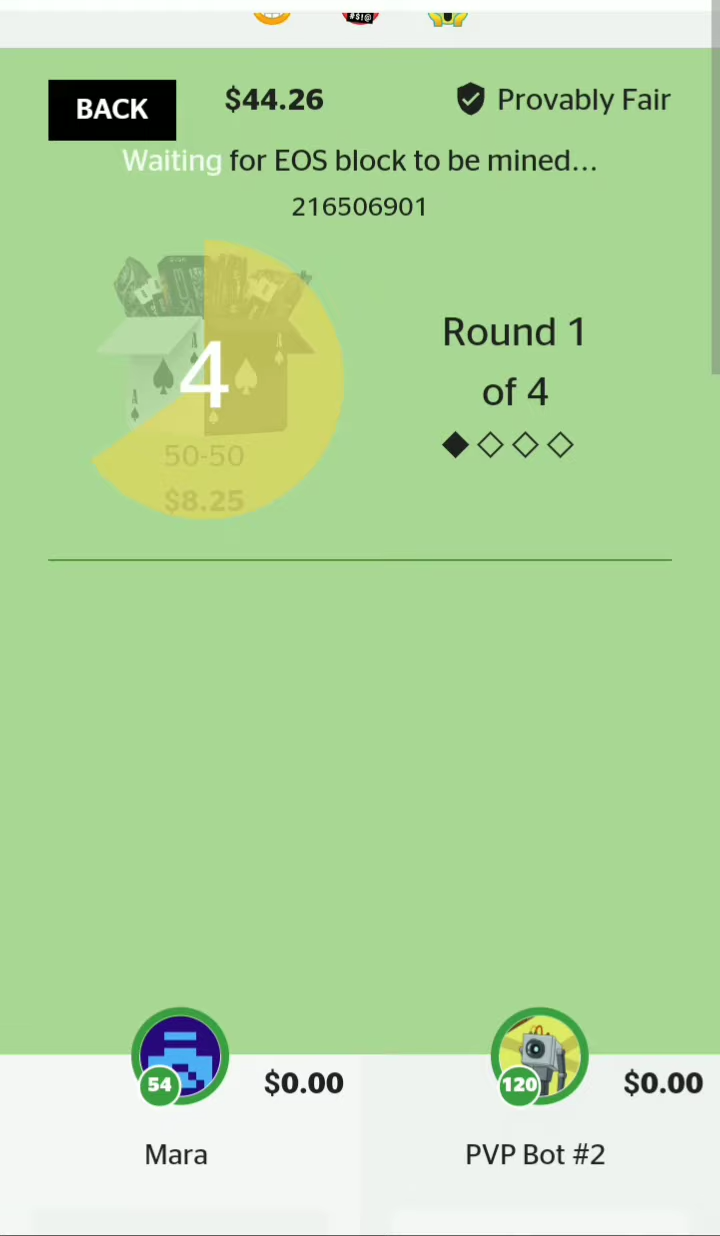 #$!@
BACK
$44.26
Provably Fair
Waiting for EOS block to be mined...
216506901
4
A
A
A
50-50
$8.25
Round 1
of 4
54
$0.00
120
$0.00
Mara
PVP Bot #2